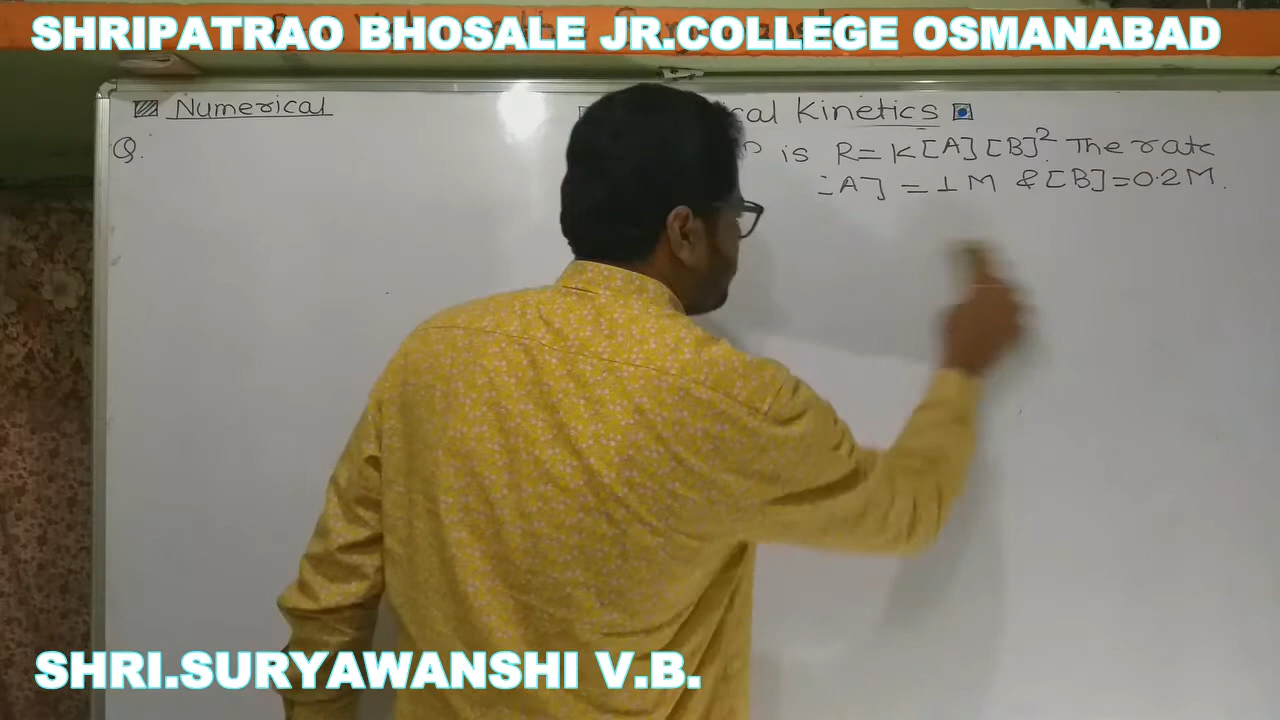 SHRIPATRAO BHOSALE JR.COLLEGE OSMANABAD
Numerical
cal Kinetics
Q.
is R=K[A][B]². The rate
[A] = 1M & [B]=0.2M.
SHRI.SURYAWANSHI V.B.